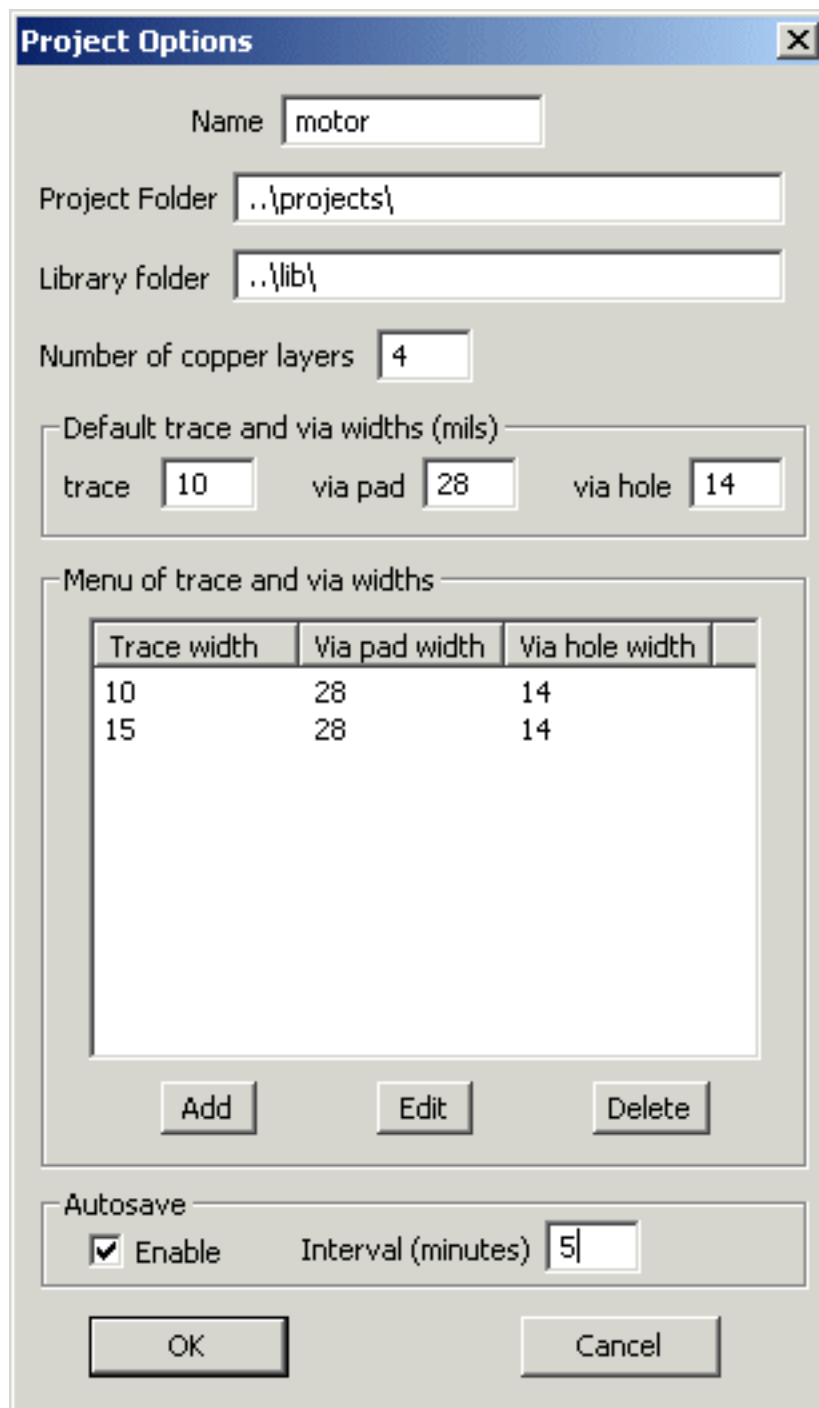 Project Options
Name motor
Project Folder ..\projects\
Library folder ..\lib\
Number of copper layers 4
Default trace and via widths (mils)
trace 10 via pad 28 via hole 14
Menu of trace and via widths
Trace width Via pad width Via hole width
10 28 14
15 28 14
Add Edit Delete
Autosave
Enable Interval (minutes) 5
OK Cancel